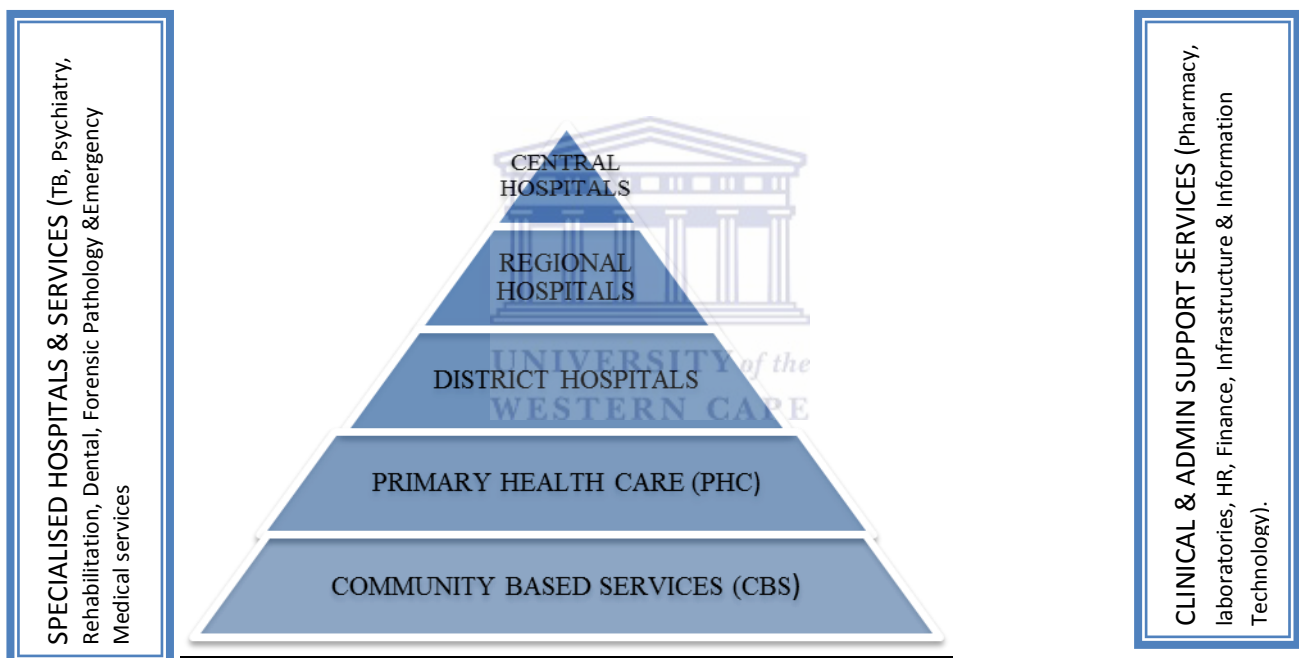 SPECIALISED HOSPITALS & SERVICES (TB, Psychiatry,
Rehabilitation, Dental, Forensic Pathology &Emergency
Medical services
CENTRAL
HOSPITALS
REGIONAL
HOSPITALS
UNIVERSITY of the
DISTRICT HOSPITALS
WESTERN CAPE
PRIMARY HEALTH CARE (PHC)
COMMUNITY BASED SERVICES (CBS)
CLINICAL & ADMIN SUPPORT SERVICES (Pharmacy,
laboratories, HR, Finance, Infrastructure & Information
Technology).